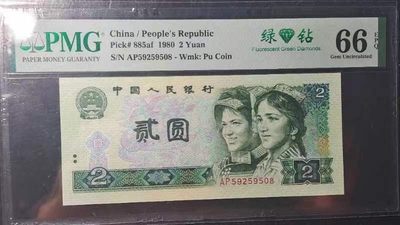 PMG
PAPER MONEY GUARANTY
China / People's Republic
Pick# 885af 1980 2 Yuan
S/N AP59259508 - Wmk: Pu Coin
绿 钻
Fluorescent Green Diamonds
66 EPQ
Gem Uncirculated
中国人民银行
2
贰圆
2
AP59259508
2